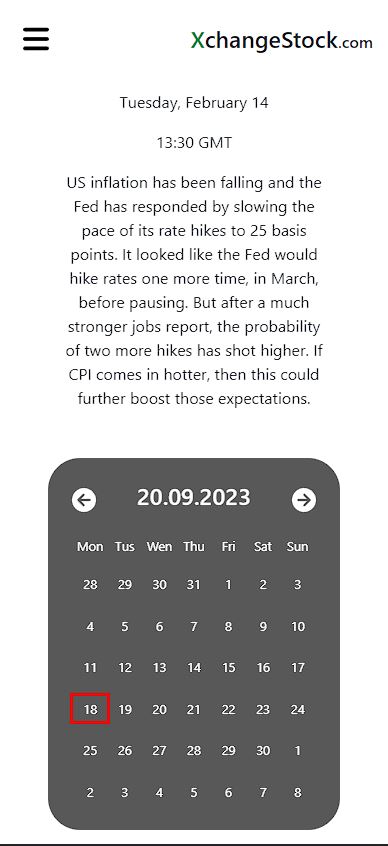 XchangeStock.com
Tuesday, February 14
13:30 GMT
US inflation has been falling and the
Fed has responded by slowing the
pace of its rate hikes to 25 basis
points. It looked like the Fed would
hike rates one more time, in March,
before pausing. But after a much
stronger jobs report, the probability
of two more hikes has shot higher. If
CPI comes in hotter, then this could
further boost those expectations.
20.09.2023
Mon Tus Wen Thu Fri Sat Sun
28 29 30 31 1 2 3
4 5 6 7 8 9 10
11 12 13 14 15 16 17
18 19 20 21 22 23 24
25 26 27 28 29 30 1
2 3 4 5 6 7 8